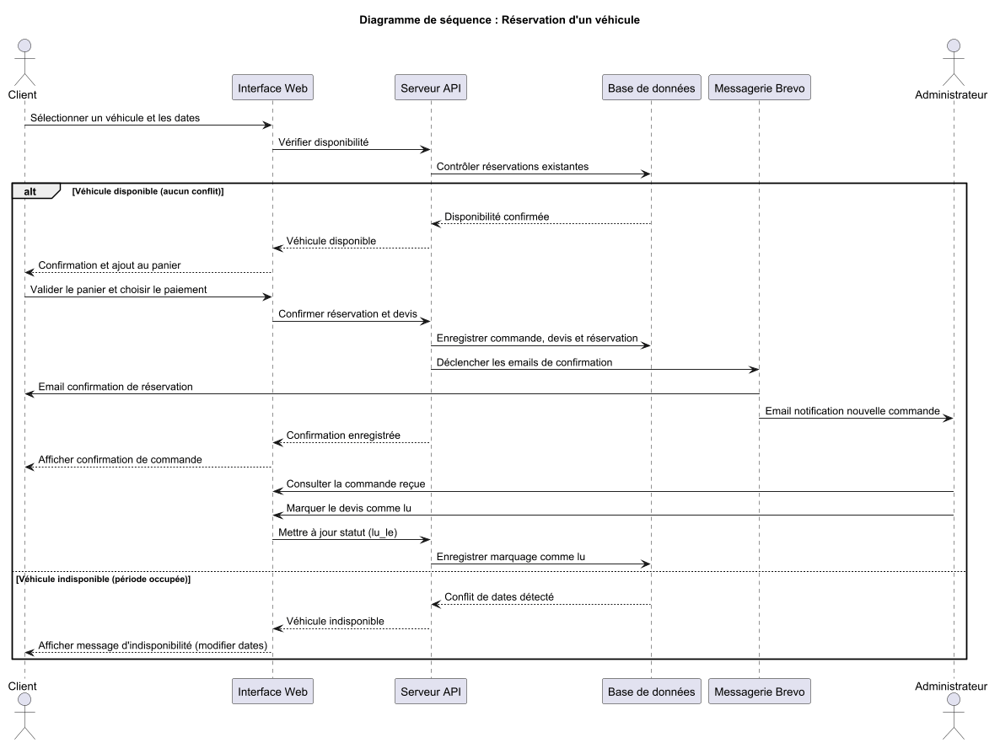 Diagramme de séquence : Réservation d'un véhicule
Client
Interface Web
Serveur API
Base de données
Messagerie Brevo
Administrateur
Sélectionner un véhicule et les dates
Vérifier disponibilité
Contrôler réservations existantes
alt
[Véhicule disponible (aucun conflit)]
Disponibilité confirmée
Véhicule disponible
Confirmation et ajout au panier
Valider le panier et choisir le paiement
Confirmer réservation et devis
Enregistrer commande, devis et réservation
Déclencher les emails de confirmation
Email confirmation de réservation
Email notification nouvelle commande
Confirmation enregistrée
Afficher confirmation de commande
Consulter la commande reçue
Marquer le devis comme lu
Mettre à jour statut (lu_le)
Enregistrer marquage comme lu
[Véhicule indisponible (période occupée)]
Conflit de dates détecté
Véhicule indisponible
Afficher message d'indisponibilité (modifier dates)
Client
Interface Web
Serveur API
Base de données
Messagerie Brevo
Administrateur